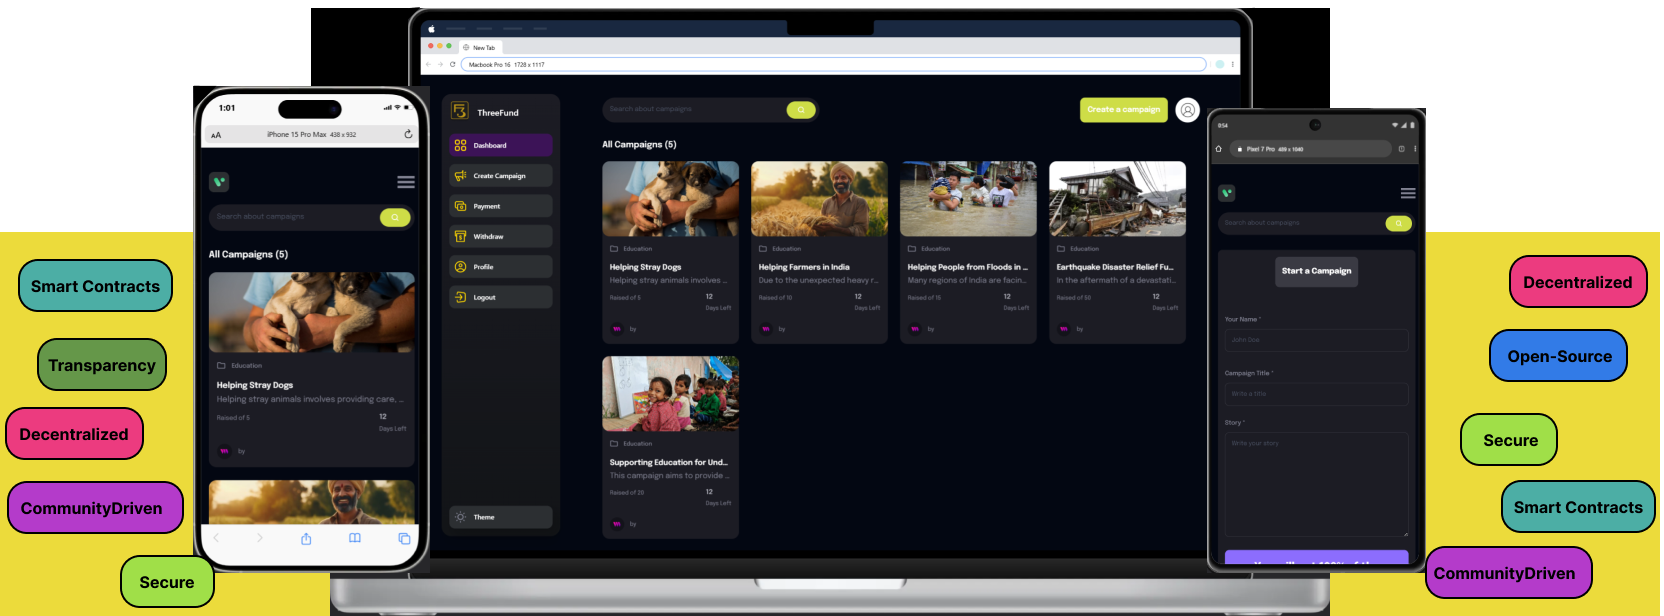 Smart Contracts
Transparency
Decentralized
CommunityDriven
Secure
1:01
AA
iPhone 15 Pro Max 438 x 932
Search about campaigns
All Campaigns (5)
Education
Helping Stray Dogs
Helping stray animals involves providing care, ...
Raised of 5
12
Days Left
by
New Tab
Macbook Pro 16 1728 x 1117
ThreeFund
Dashboard
Create Campaign
Payment
Withdraw
Profile
Logout
Theme
Search about campaigns
Create a campaign
All Campaigns (5)
Education
Helping Stray Dogs
Helping stray animals involves ...
Raised of 5
12
Days Left
by
Education
Helping Farmers in India
Due to the unexpected heavy r...
Raised of 10
12
Days Left
by
Education
Helping People from Floods in ...
Many regions of India are facin...
Raised of 15
12
Days Left
by
Education
Earthquake Disaster Relief Fu...
In the aftermath of a devastati...
Raised of 50
12
Days Left
by
Education
Supporting Education for Und...
This campaign aims to provide ...
Raised of 20
12
Days Left
by
Pixel 7 Pro
Search about campaigns
Start a Campaign
Your Name *
John Doe
Campaign Title *
Write a title
Story *
Write your story
Decentralized
Open-Source
Secure
Smart Contracts
CommunityDriven